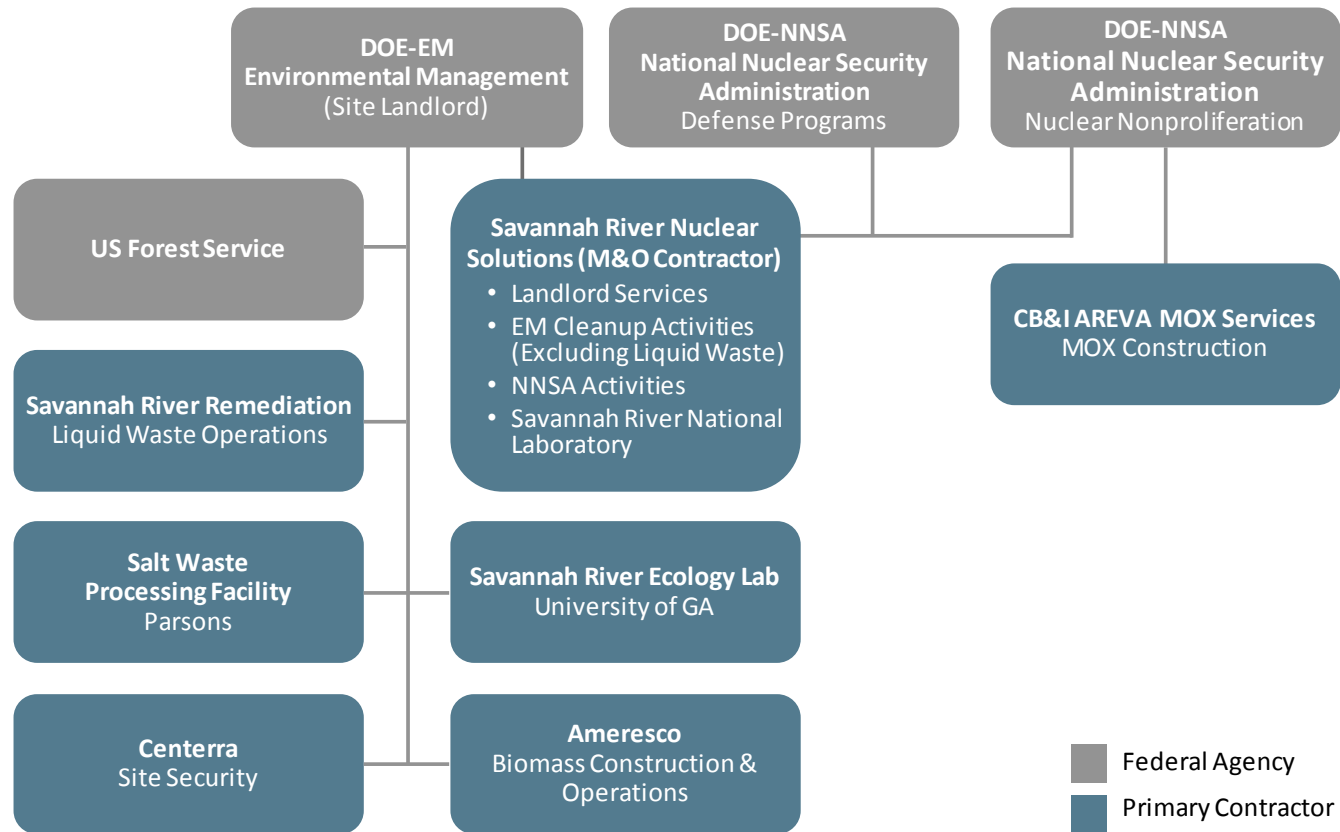 DOE-EM
Environmental Management
(Site Landlord)
DOE-NNSA
National Nuclear Security
Administration
Defense Programs
DOE-NNSA
National Nuclear Security
Administration
Nuclear Nonproliferation
US Forest Service
Savannah River Nuclear
Solutions (M&O Contractor)
• Landlord Services
• EM Cleanup Activities
(Excluding Liquid Waste)
• NNSA Activities
• Savannah River National
Laboratory
CB&I AREVA MOX Services
MOX Construction
Savannah River Remediation
Liquid Waste Operations
Salt Waste
Processing Facility
Parsons
Savannah River Ecology Lab
University of GA
Centerra
Site Security
Ameresco
Biomass Construction &
Operations
Federal Agency
Primary Contractor